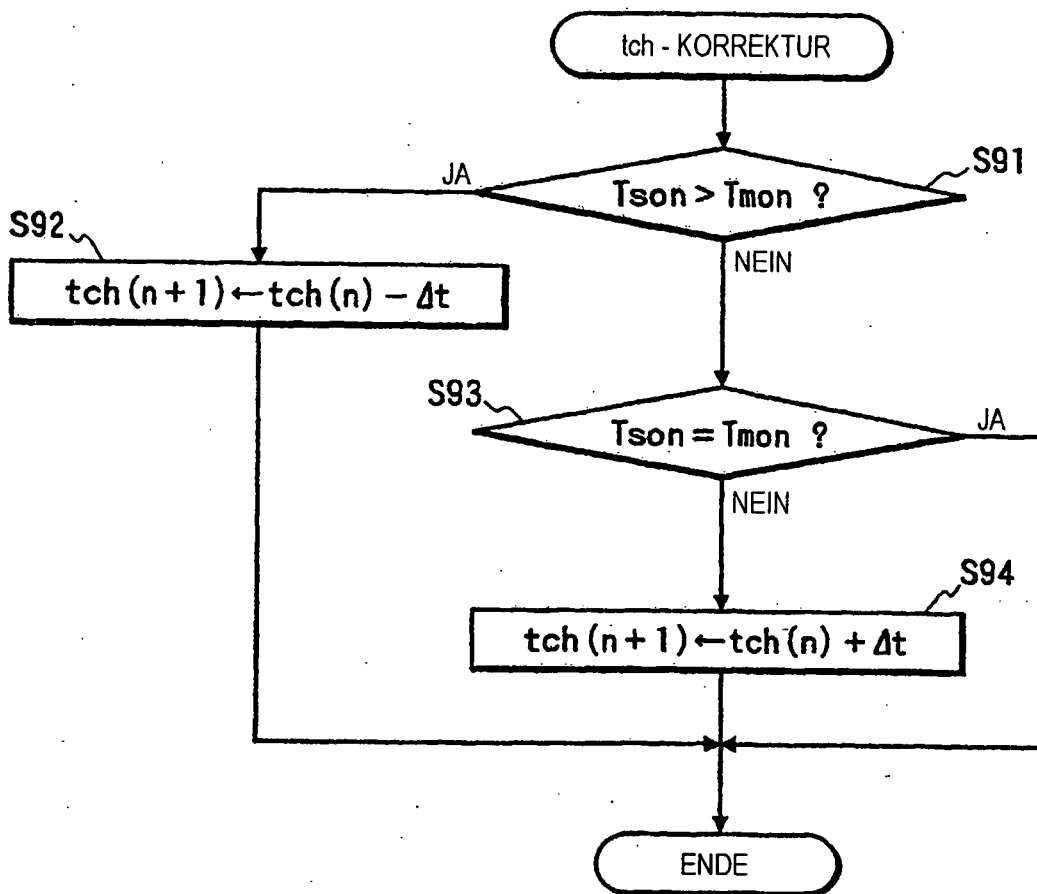 tch - KORREKTUR
S91
JA
Tson > Tmon ?
S92
NEIN
tch(n+1)←tch(n)−Δt
S93
JA
Tson = Tmon ?
NEIN
S94
tch(n+1)←tch(n)+Δt
ENDE